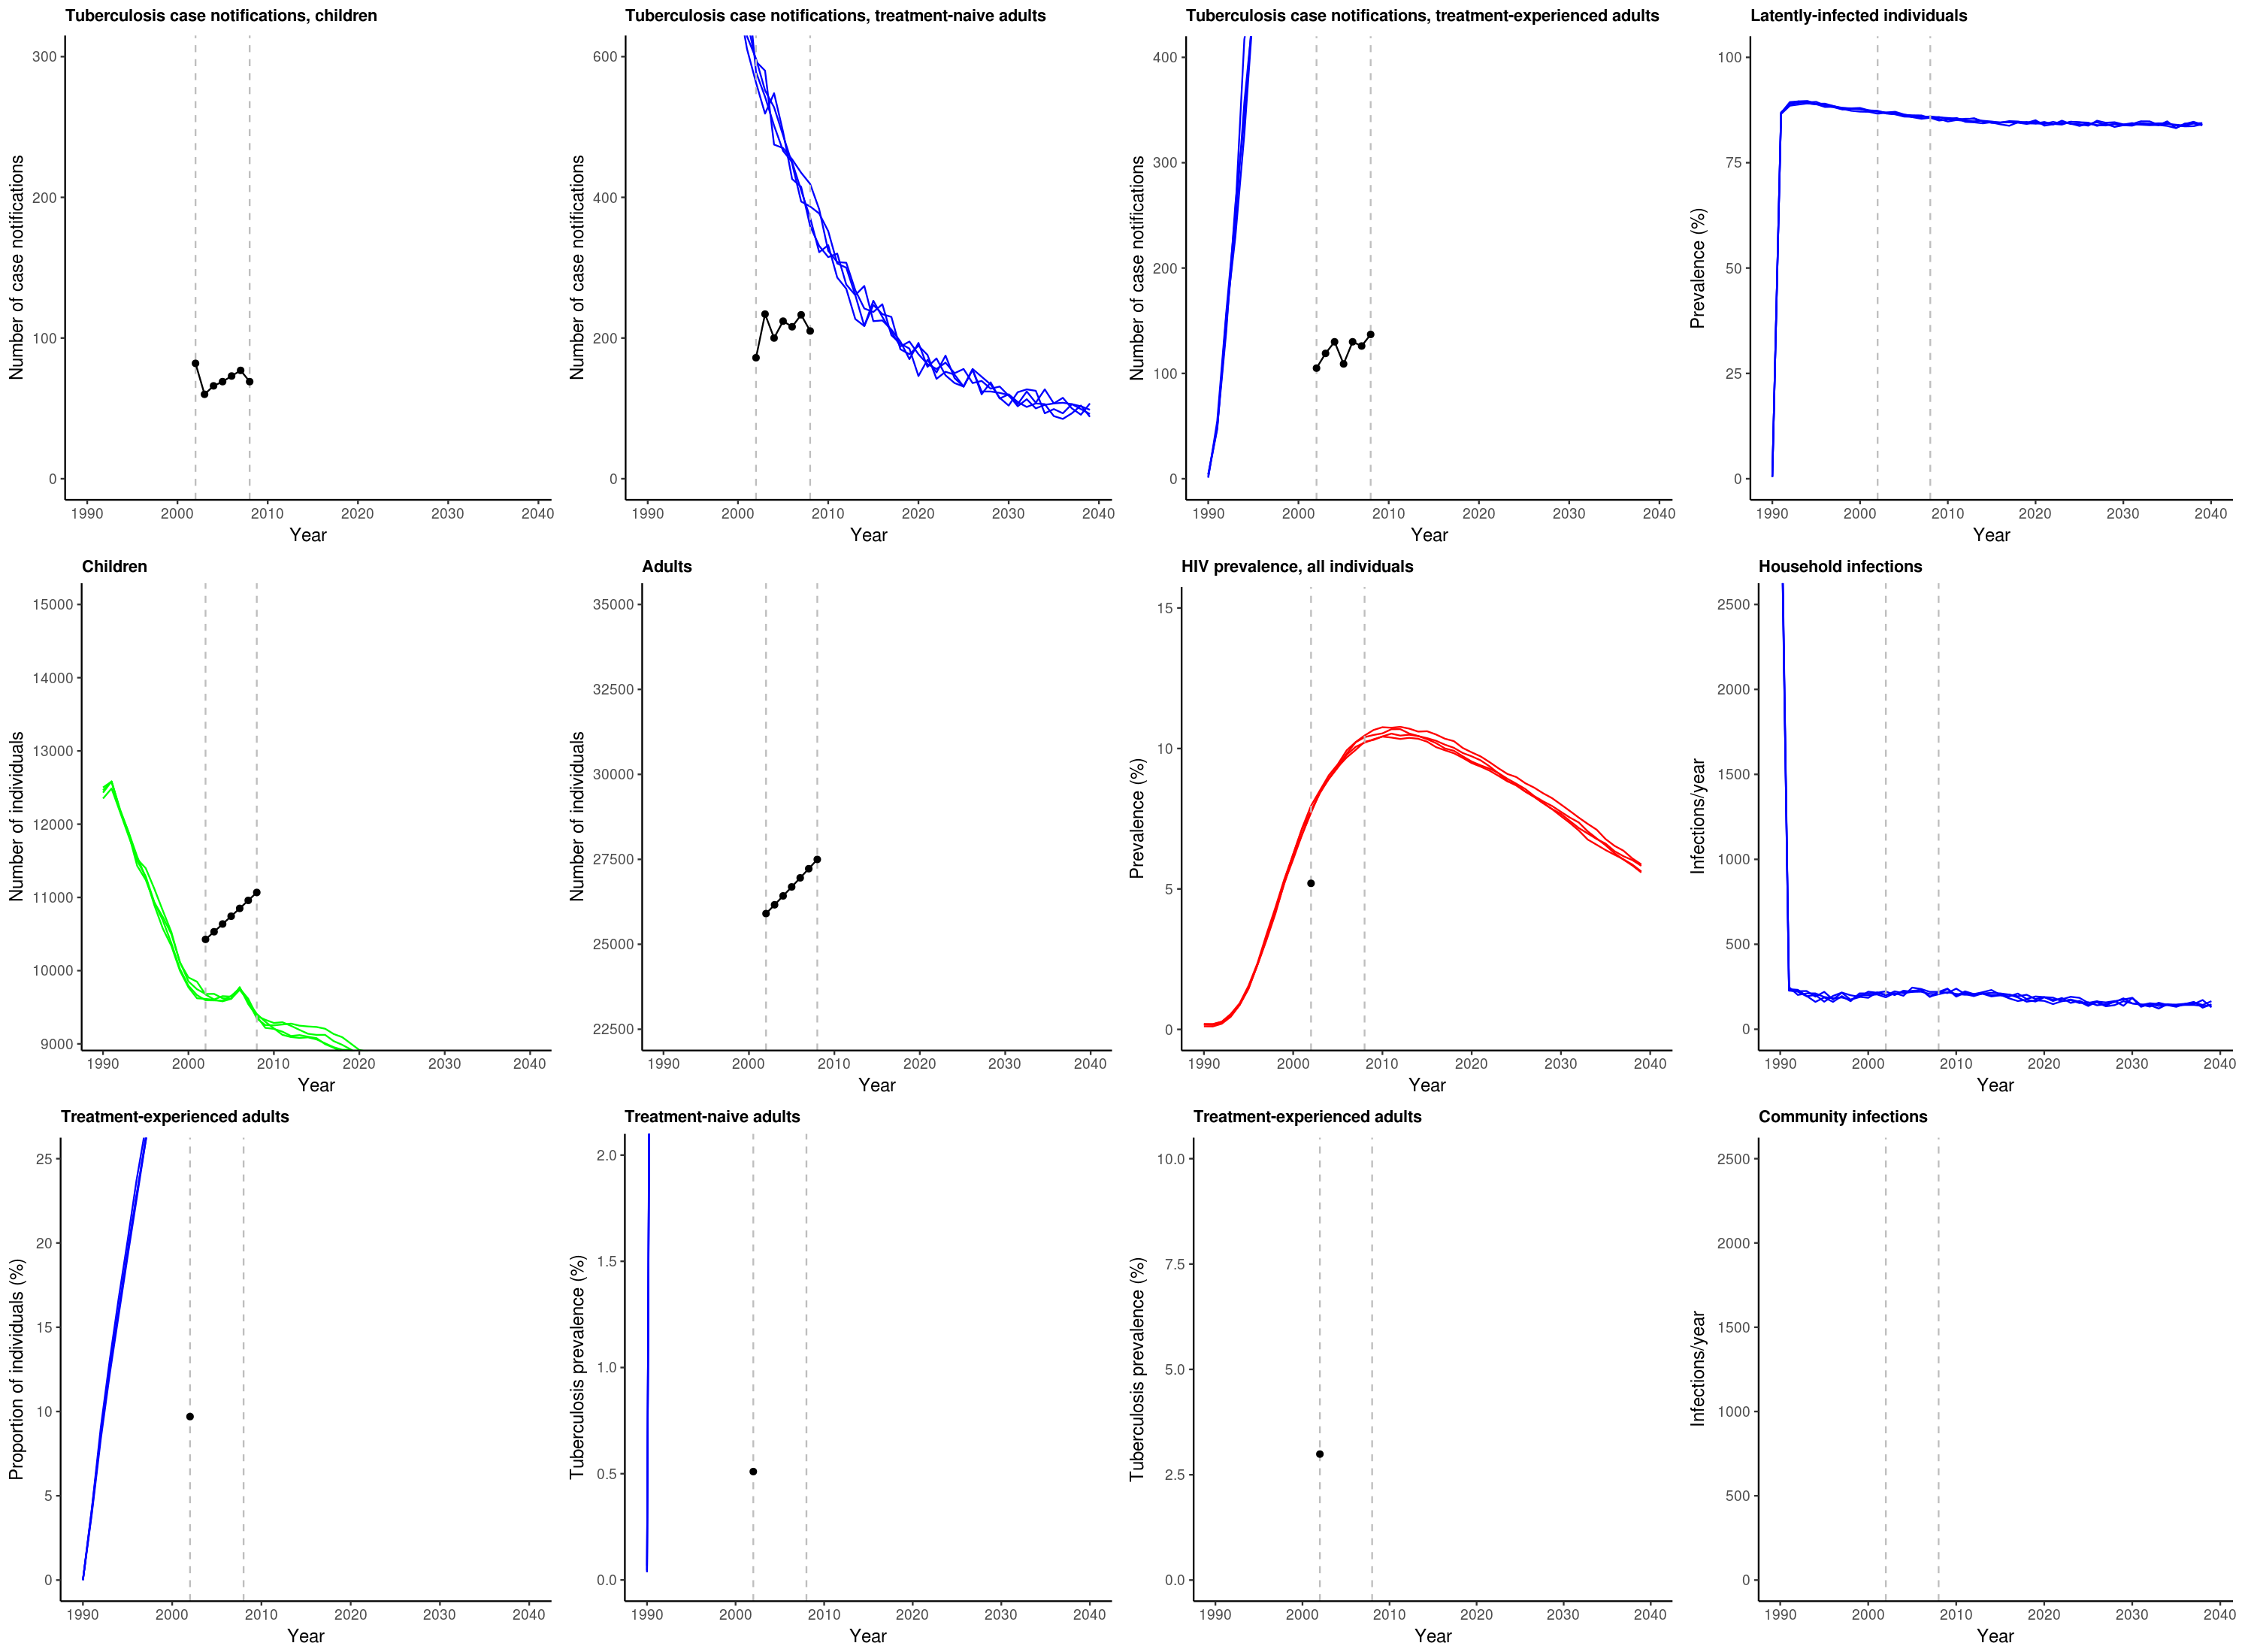 Tuberculosis case notifications, children
Number of case notifications
300
200
100
0
1990 2000 2010 2020 2030 2040
Year
Tuberculosis case notifications, treatment-naive adults
Number of case notifications
600
400
200
0
1990 2000 2010 2020 2030 2040
Year
Tuberculosis case notifications, treatment-experienced adults
Number of case notifications
400
300
200
100
0
1990 2000 2010 2020 2030 2040
Year
Latently-infected individuals
Prevalence (%)
100
75
50
25
0
1990 2000 2010 2020 2030 2040
Year
Children
Number of individuals
15000
14000
13000
12000
11000
10000
9000
1990 2000 2010 2020 2030 2040
Year
Adults
Number of individuals
35000
32500
30000
27500
25000
22500
1990 2000 2010 2020 2030 2040
Year
HIV prevalence, all individuals
Prevalence (%)
15
10
5
0
1990 2000 2010 2020 2030 2040
Year
Household infections
Infections/year
2500
2000
1500
1000
500
0
1990 2000 2010 2020 2030 2040
Year
Treatment-experienced adults
Proportion of individuals (%)
25
20
15
10
5
0
1990 2000 2010 2020 2030 2040
Year
Treatment-naive adults
Tuberculosis prevalence (%)
2.0
1.5
1.0
0.5
0.0
1990 2000 2010 2020 2030 2040
Year
Treatment-experienced adults
Tuberculosis prevalence (%)
10.0
7.5
5.0
2.5
0.0
1990 2000 2010 2020 2030 2040
Year
Community infections
Infections/year
2500
2000
1500
1000
500
0
1990 2000 2010 2020 2030 2040
Year